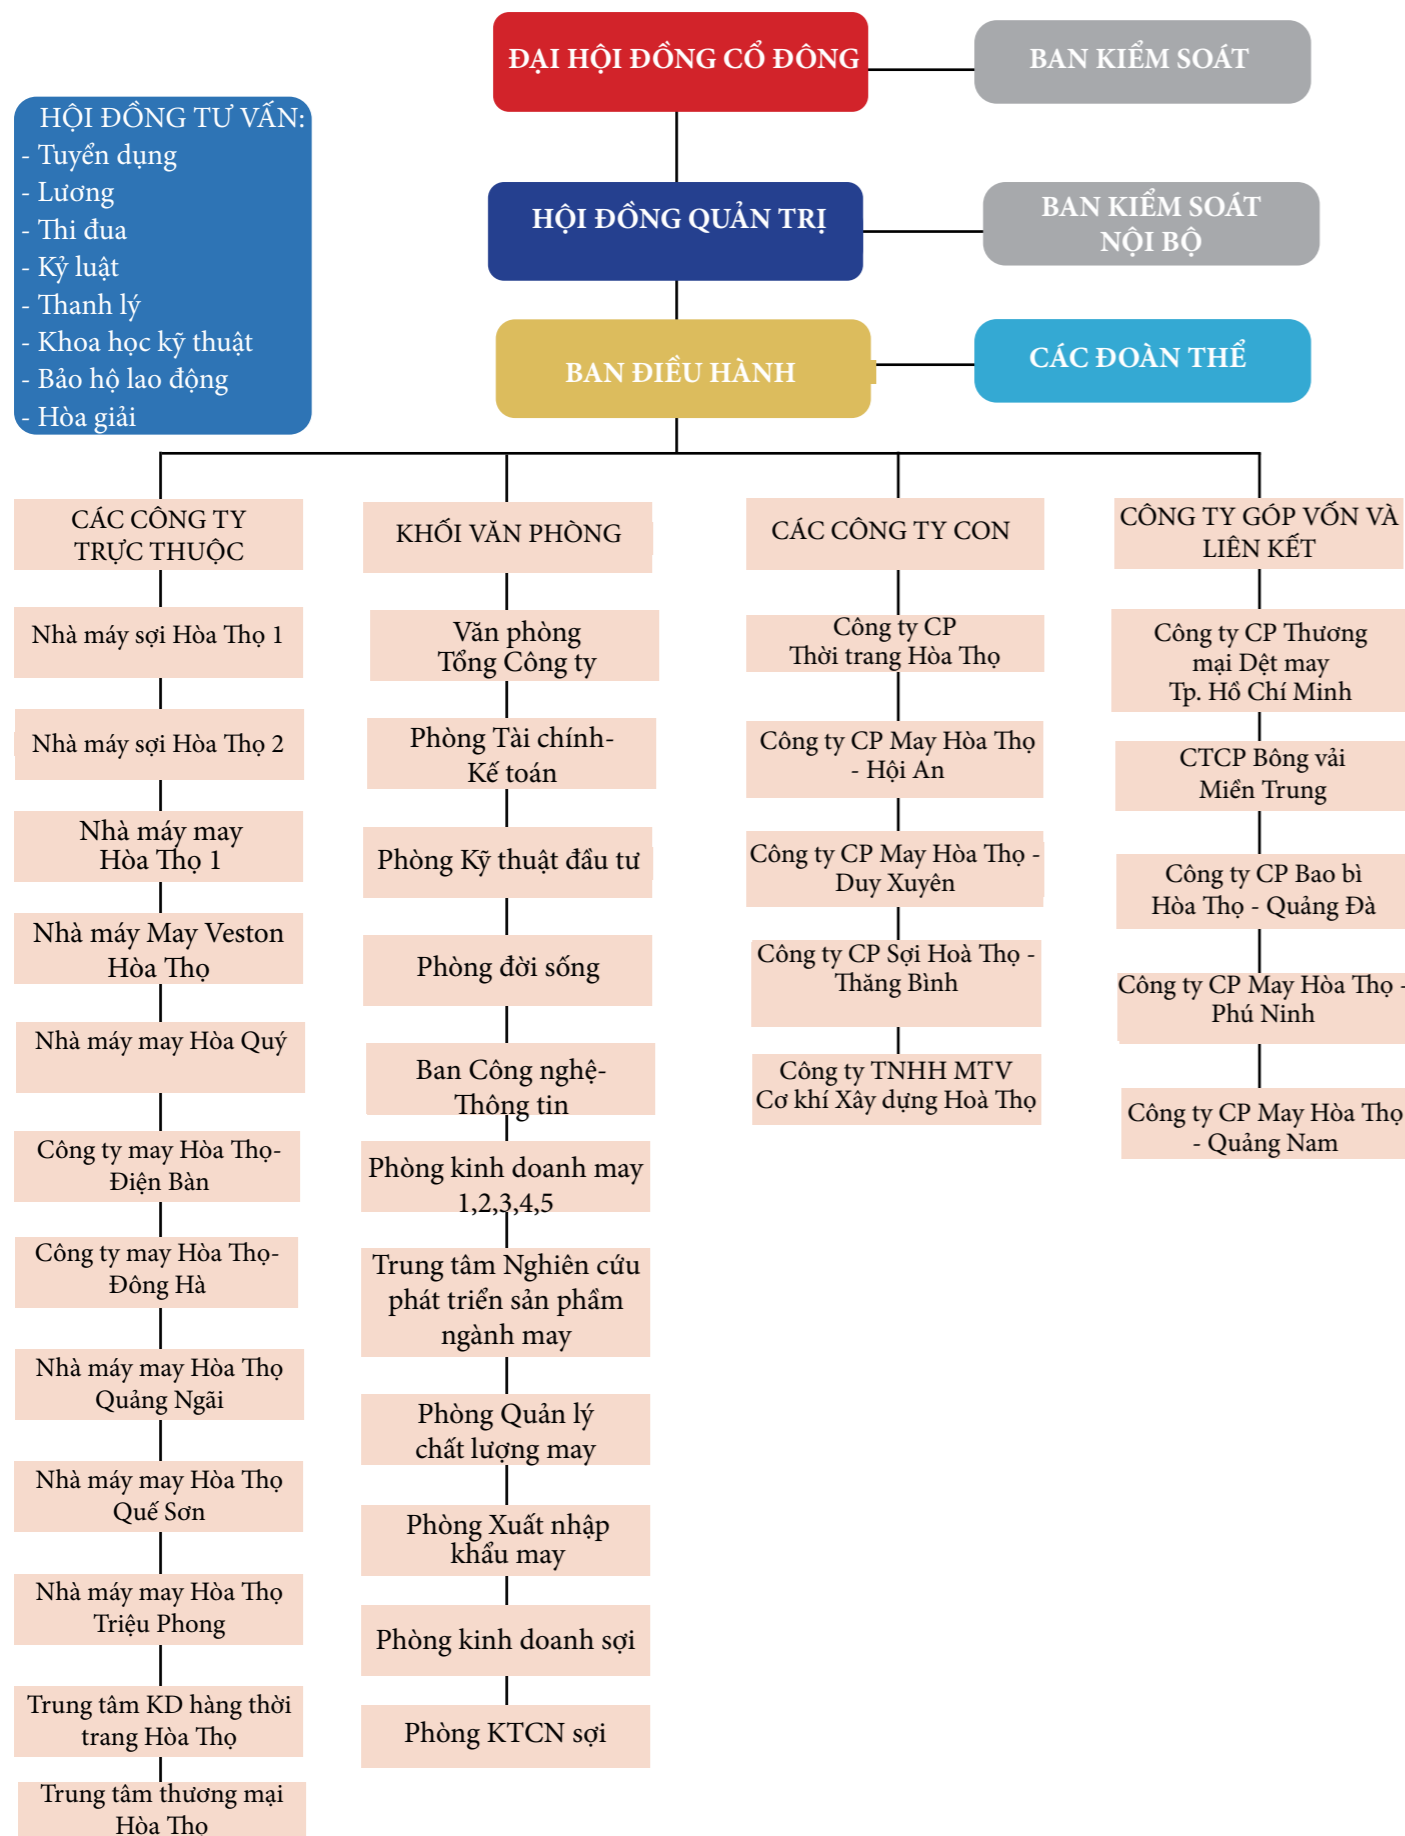 ĐẠI HỘI ĐỒNG CỔ ĐÔNG
BAN KIỂM SOÁT
HỘI ĐỒNG TƯ VẤN:
- Tuyển dụng
- Lương
- Thi đua
- Kỷ luật
- Thanh lý
- Khoa học kỹ thuật
- Bảo hộ lao động
- Hòa giải
HỘI ĐỒNG QUẢN TRỊ
BAN KIỂM SOÁT
NỘI BỘ
BAN ĐIỀU HÀNH
CÁC ĐOÀN THỂ
CÁC CÔNG TY
TRỰC THUỘC
Nhà máy sợi Hòa Thọ 1
Nhà máy sợi Hòa Thọ 2
Nhà máy may
Hòa Thọ 1
Nhà máy May Veston
Hòa Thọ
Nhà máy may Hòa Quý
Công ty may Hòa Thọ-
Điện Bàn
Công ty may Hòa Thọ-
Đông Hà
Nhà máy may Hòa Thọ
Quảng Ngãi
Nhà máy may Hòa Thọ
Quế Sơn
Nhà máy may Hòa Thọ
Triệu Phong
Trung tâm KD hàng thời
trang Hòa Thọ
Trung tâm thương mại
Hòa Thọ
KHỐI VĂN PHÒNG
Văn phòng
Tổng Công ty
Phòng Tài chính-
Kế toán
Phòng Kỹ thuật đầu tư
Phòng đời sống
Ban Công nghệ-
Thông tin
Phòng kinh doanh may
1,2,3,4,5
Trung tâm Nghiên cứu
phát triển sản phẩm
ngành may
Phòng Quản lý
chất lượng may
Phòng Xuất nhập
khẩu may
Phòng kinh doanh sợi
Phòng KTCN sợi
CÁC CÔNG TY CON
Công ty CP
Thời trang Hòa Thọ
Công ty CP May Hòa Thọ
- Hội An
Công ty CP May Hòa Thọ -
Duy Xuyên
Công ty CP Sợi Hoà Thọ -
Thăng Bình
Công ty TNHH MTV
Cơ khí Xây dựng Hoà Thọ
CÔNG TY GÓP VỐN VÀ
LIÊN KẾT
Công ty CP Thương
mại Dệt may
Tp. Hồ Chí Minh
CTCP Bông vải
Miền Trung
Công ty CP Bao bì
Hòa Thọ - Quảng Đà
Công ty CP May Hòa Thọ -
Phú Ninh
Công ty CP May Hòa Thọ
- Quảng Nam